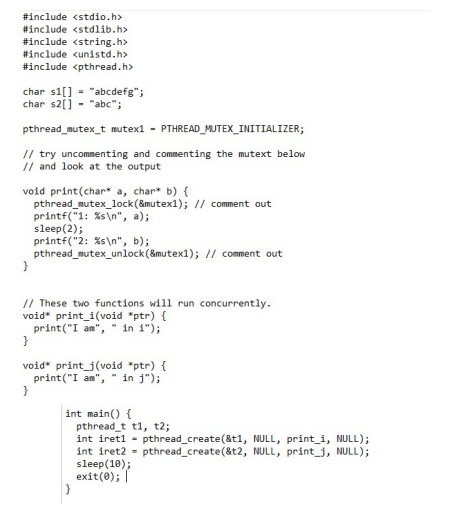 #include <stdio.h>
#include <stdlib.h>
#include <string.h>
#include <unistd.h>
#include <pthread.h>

char s1[] = "abcdefg";
char s2[] = "abc";

pthread_mutex_t mutex1 = PTHREAD_MUTEX_INITIALIZER;

// try uncommenting and commenting the mutext below
// and look at the output

void print(char* a, char* b) {
  pthread_mutex_lock(&mutex1); // comment out
  printf("1: %s\n", a);
  sleep(2);
  printf("2: %s\n", b);
  pthread_mutex_unlock(&mutex1); // comment out
}

// These two functions will run concurrently.
void* print_i(void *ptr) {
  print("I am", " in i");
}

void* print_j(void *ptr) {
  print("I am", " in j");
}

int main() {
  pthread_t t1, t2;
  int iret1 = pthread_create(&t1, NULL, print_i, NULL);
  int iret2 = pthread_create(&t2, NULL, print_j, NULL);
  sleep(10);
  exit(0);
}